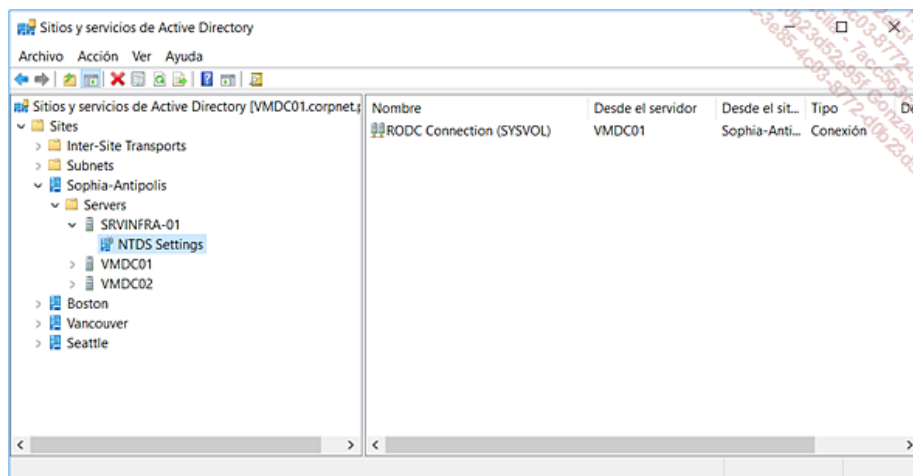 Sitios y servicios de Active Directory
Archivo Acción Ver Ayuda
Sitios y servicios de Active Directory [VMDC01.corpnet.
Sites
Inter-Site Transports
Subnets
Sophia-Antipolis
Servers
SRVINFRA-01
NTDS Settings
VMDC01
VMDC02
Boston
Vancouver
Seattle
Nombre Desde el servidor Desde el sit... Tipo De
RODC Connection (SYSVOL) VMDC01 Sophia-Anti... Conexión